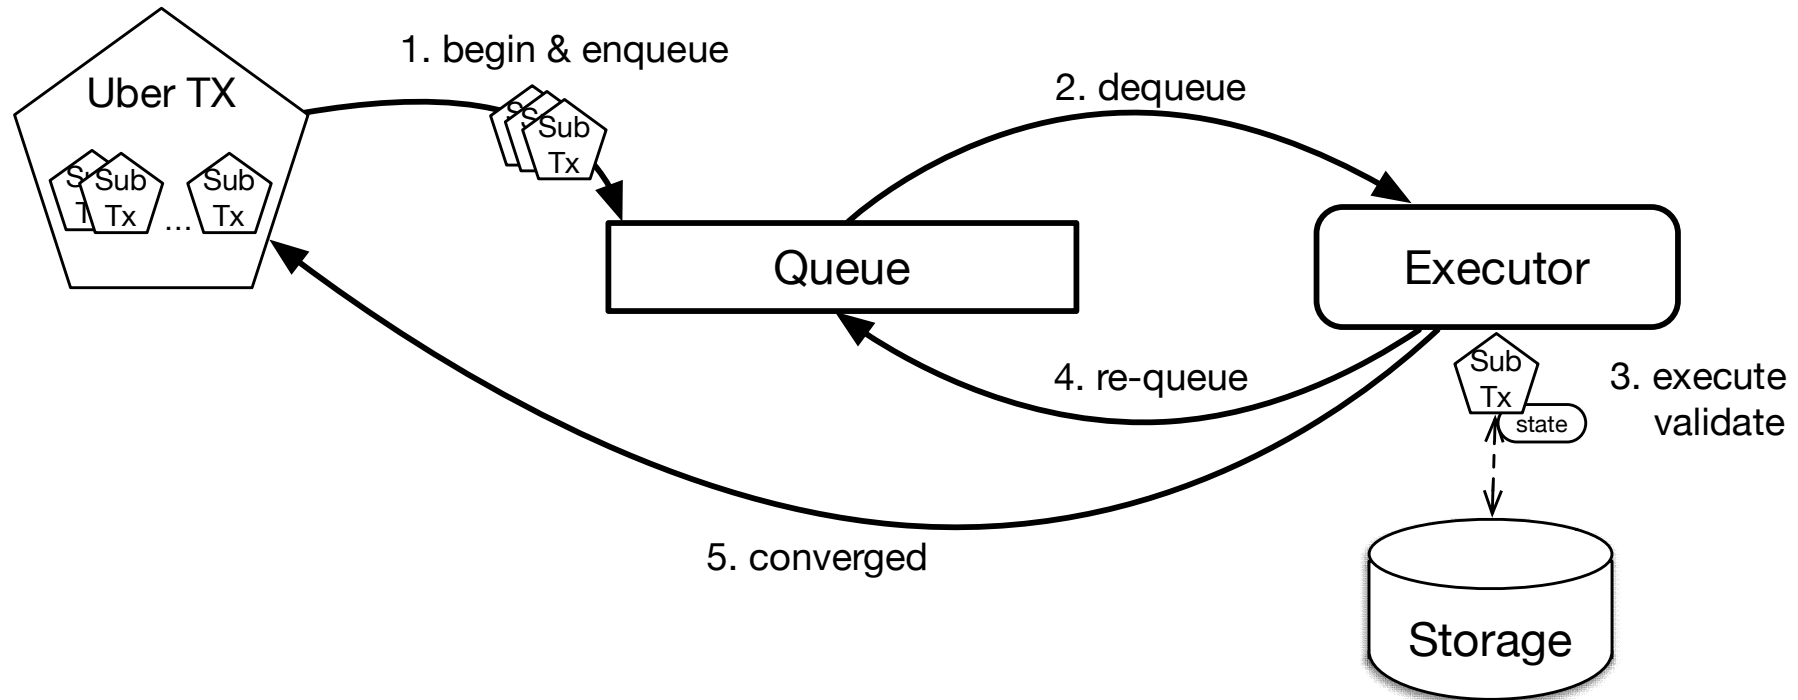 1. begin & enqueue
Uber TX
2. dequeue
Sub
Tx
Sub
Tx
Sub
Tx
...
Queue
Executor
4. re-queue
Sub
Tx
state
3. execute
validate
5. converged
Storage